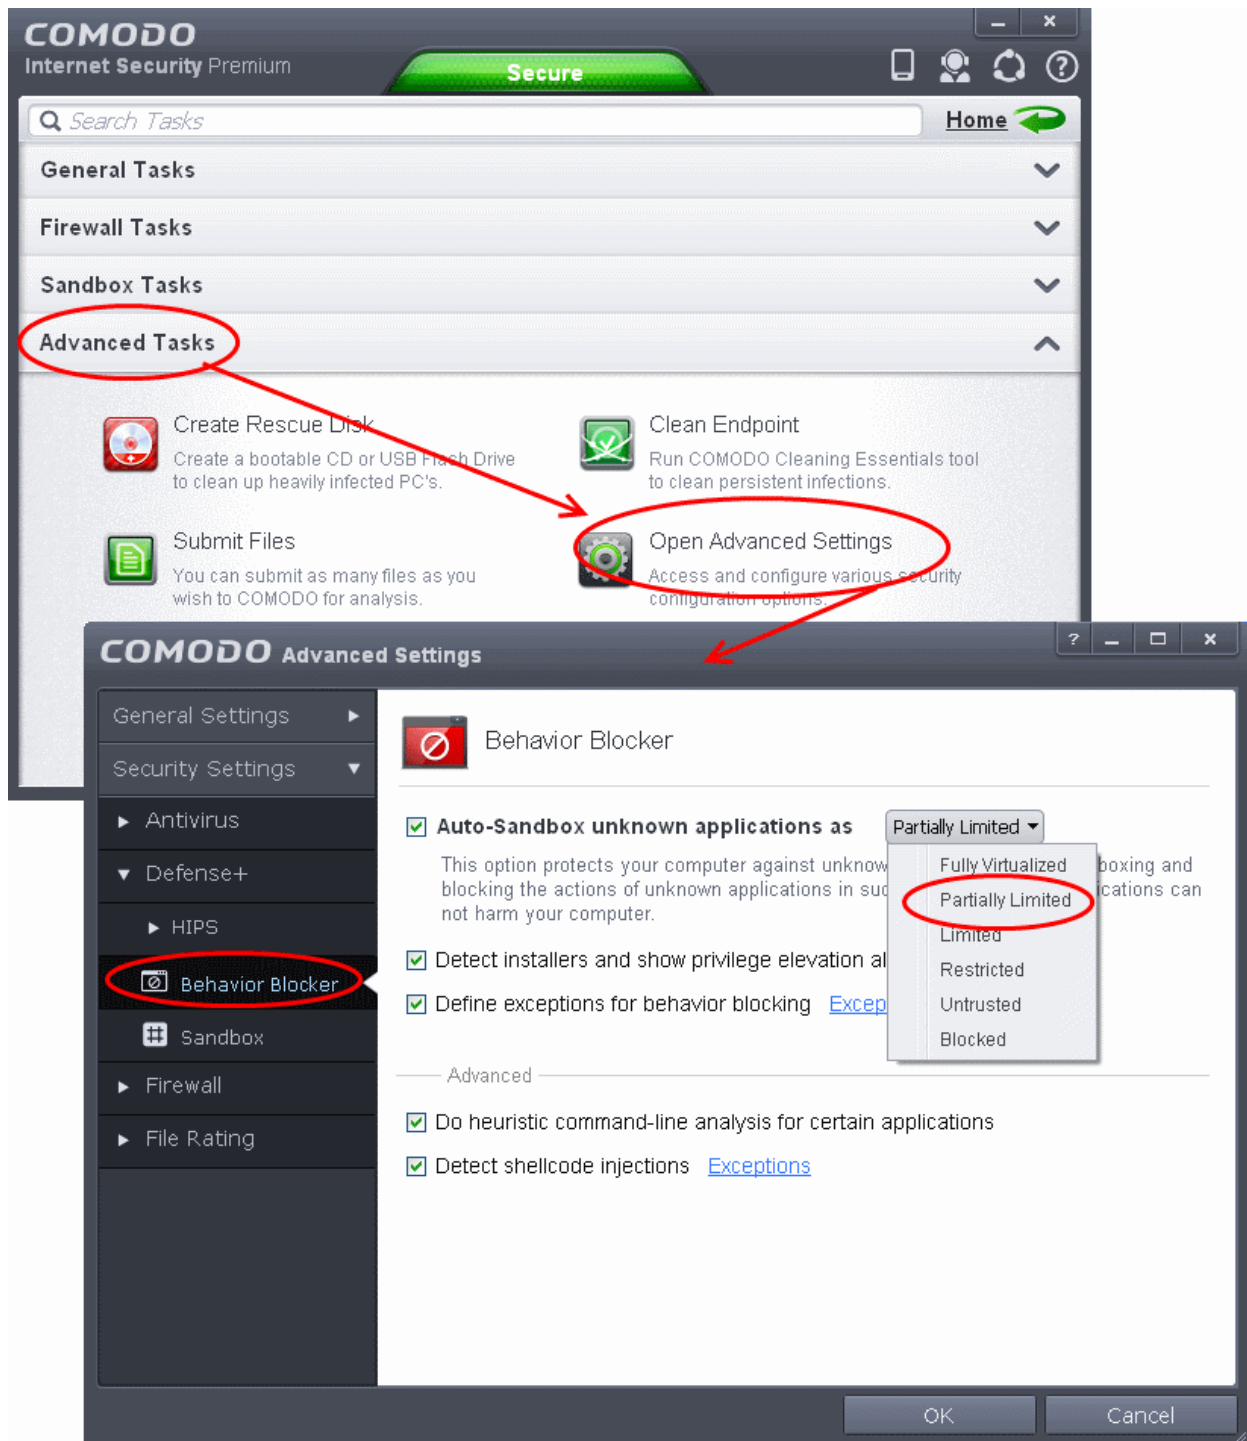 COMODO
Internet Security Premium
Secure
Search Tasks
Home
General Tasks
Firewall Tasks
Sandbox Tasks
Advanced Tasks
Create Rescue Disk
Create a bootable CD or USB Flash Drive
to clean up heavily infected PC's.
Clean Endpoint
Run COMODO Cleaning Essentials tool
to clean persistent infections.
Submit Files
You can submit as many files as you
wish to COMODO for analysis.
Open Advanced Settings
Access and configure various security
configuration options.
COMODO Advanced Settings
General Settings
Security Settings
Antivirus
Defense+
HIPS
Behavior Blocker
Sandbox
Firewall
File Rating
Behavior Blocker
Auto-Sandbox unknown applications as Partially Limited
This option protects your computer against unknow boxing and
blocking the actions of unknown applications in suc ications can
not harm your computer.
Fully Virtualized
Partially Limited
Limited
Restricted
Untrusted
Blocked
Detect installers and show privilege elevation al
Define exceptions for behavior blocking Excep
Advanced
Do heuristic command-line analysis for certain applications
Detect shellcode injections Exceptions
OK
Cancel